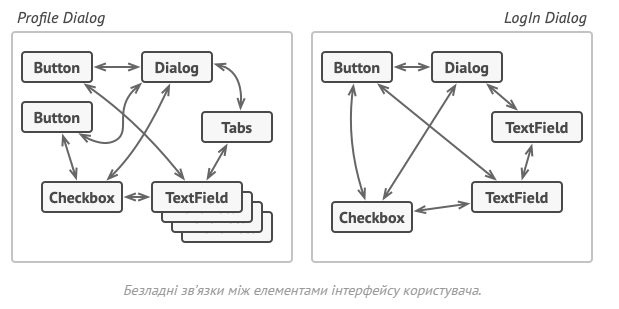 Profile Dialog
LogIn Dialog
Button
Dialog
Button
Tabs
Checkbox
TextField
Button
Dialog
TextField
TextField
Checkbox
Безладні зв'язки між елементами інтерфейсу користувача.